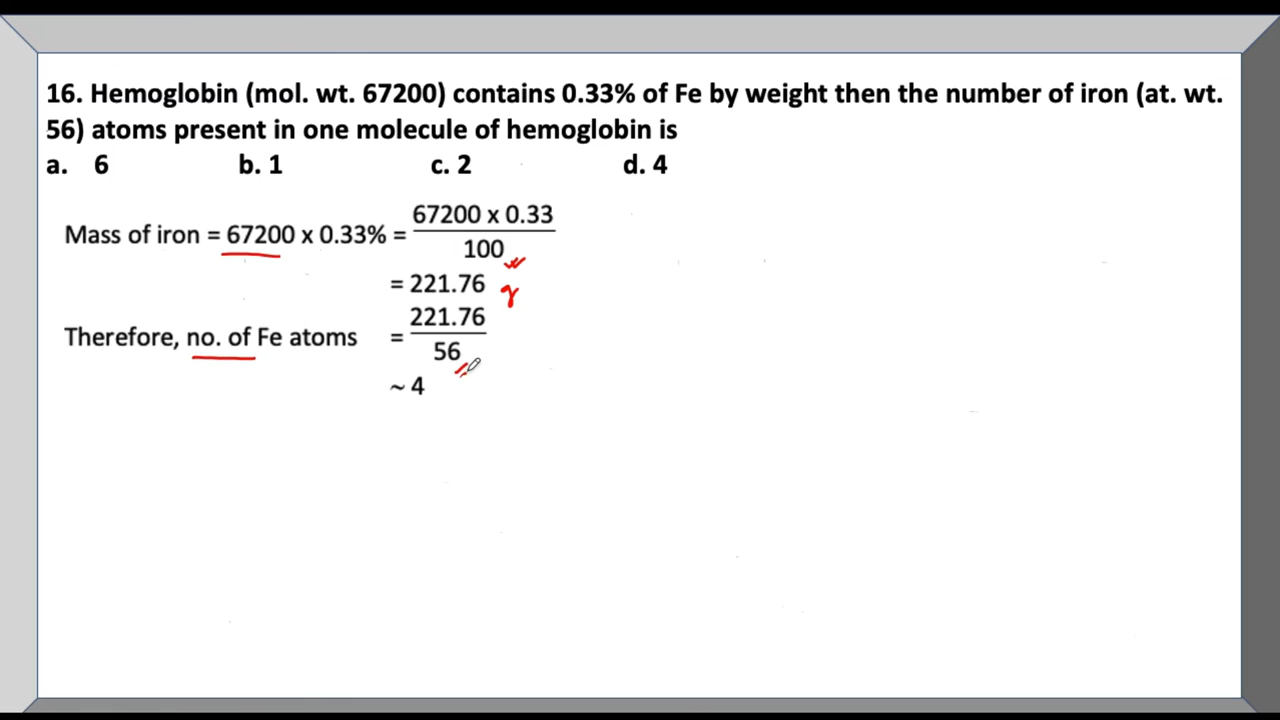 16. Hemoglobin (mol. wt. 67200) contains 0.33% of Fe by weight then the number of iron (at. wt.
56) atoms present in one molecule of hemoglobin is
a. 6 b. 1 c. 2 d. 4
Mass of iron = 67200 x 0.33% = 67200 x 0.33
100
= 221.76
Therefore, no. of Fe atoms = 221.76
56
~ 4